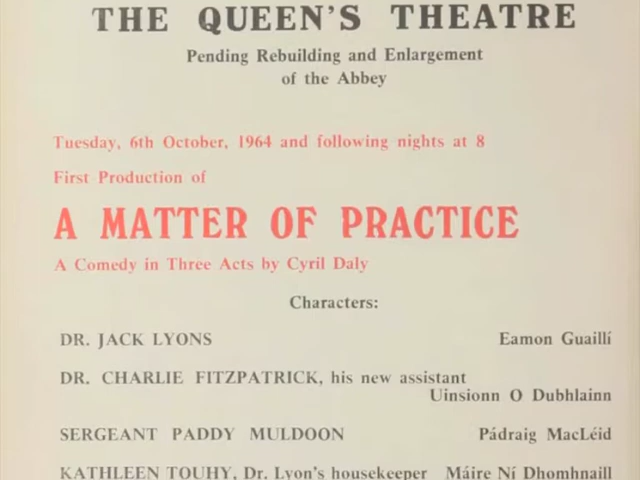 THE QUEEN'S THEATRE
Pending Rebuilding and Enlargement
of the Abbey
Tuesday, 6th October, 1964 and following nights at 8
First Production of
A MATTER OF PRACTICE
A Comedy in Three Acts by Cyril Daly
Characters:
DR. JACK LYONS Eamon Guaillí
DR. CHARLIE FITZPATRICK, his new assistant
Uinsionn O Dubhlainn
SERGEANT PADDY MULDOON Pádraig MacLéid
KATHLEEN TOUHY, Dr. Lyon's housekeeper Máire Ní Dhomhnaill